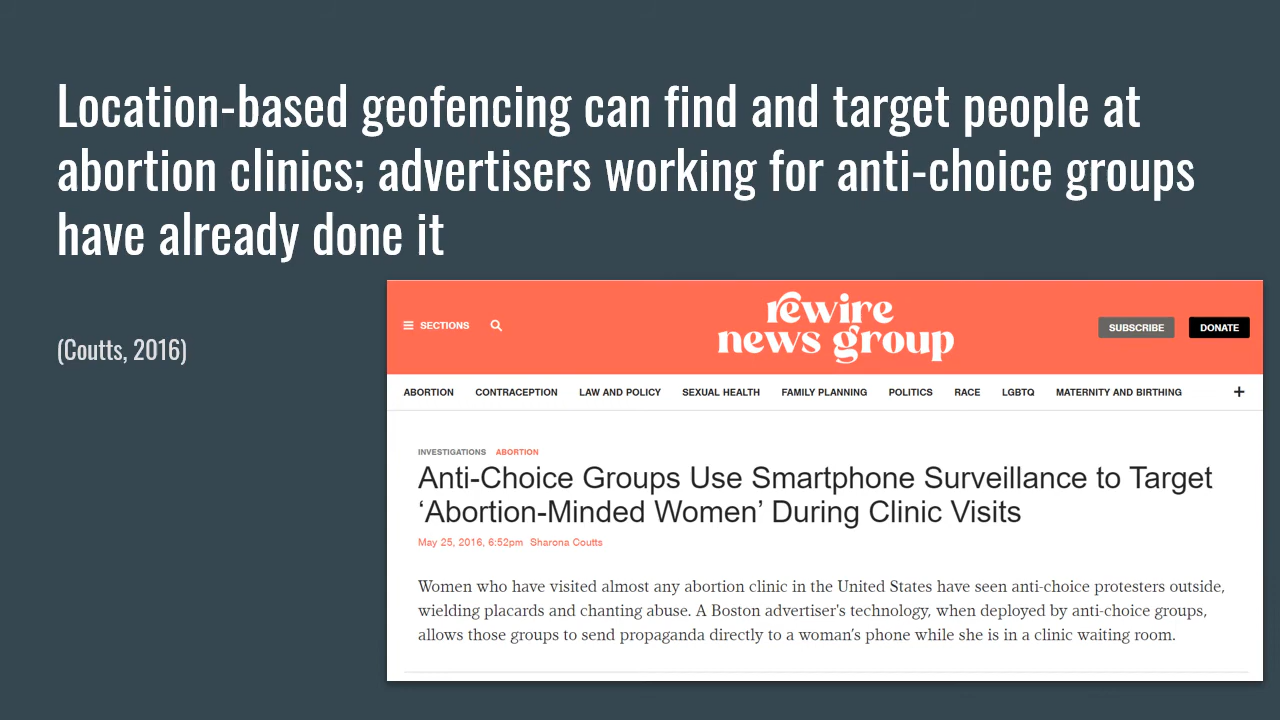 Location-based geofencing can find and target people at
abortion clinics; advertisers working for anti-choice groups
have already done it
(Coutts, 2016)
SECTIONS
rewire
news group
SUBSCRIBE
DONATE
ABORTION CONTRACEPTION LAW AND POLICY SEXUAL HEALTH FAMILY PLANNING POLITICS RACE LGBTQ MATERNITY AND BIRTHING +
INVESTIGATIONS ABORTION
Anti-Choice Groups Use Smartphone Surveillance to Target
‘Abortion-Minded Women’ During Clinic Visits
May 25, 2016, 6:52pm Sharona Coutts
Women who have visited almost any abortion clinic in the United States have seen anti-choice protesters outside,
wielding placards and chanting abuse. A Boston advertiser's technology, when deployed by anti-choice groups,
allows those groups to send propaganda directly to a woman's phone while she is in a clinic waiting room.